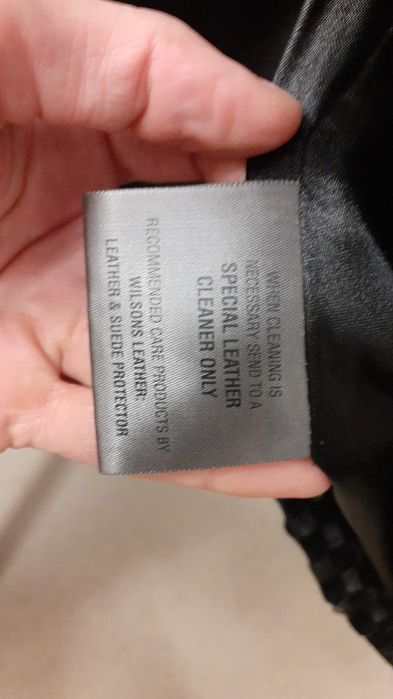 WHEN CLEANING IS
NECESSARY SEND TO A
SPECIAL LEATHER
CLEANER ONLY
RECOMMENDED CARE PRODUCTS BY
WILSONS LEATHER:
LEATHER & SUEDE PROTECTOR